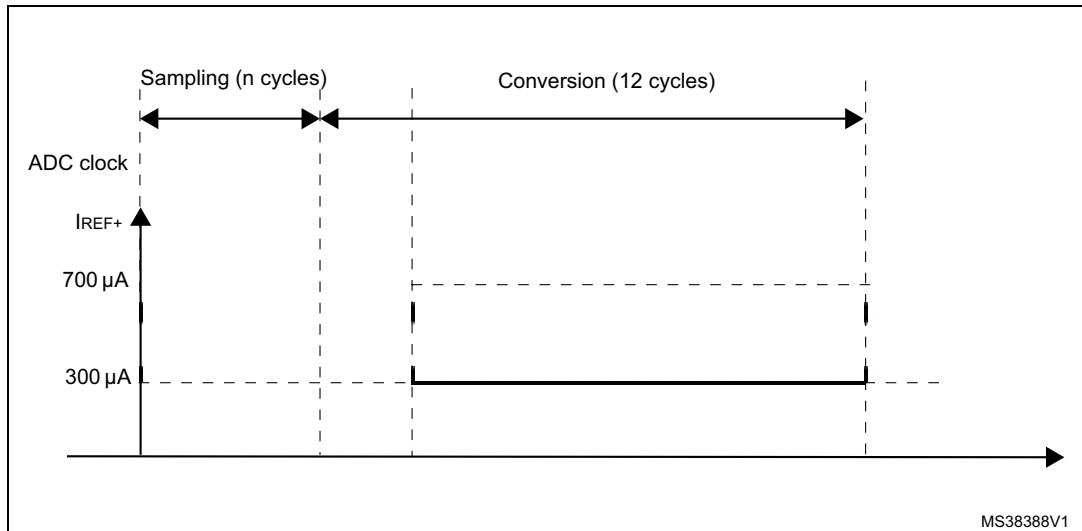 Sampling (n cycles)
Conversion (12 cycles)
ADC clock
IREF+
700 µA
300 µA
MS38388V1